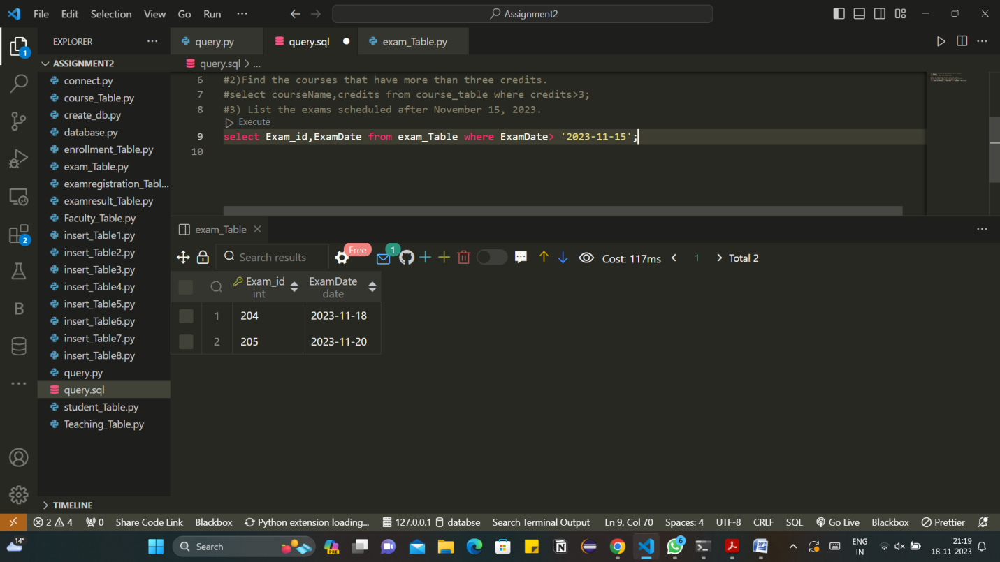 File Edit Selection View Go Run ··· Assignment2
EXPLORER ···
query.py query.sql exam_Table.py ···
1
ASSIGNMENT2
query.sql > ...
connect.py
course_Table.py
create_db.py
database.py
enrollment_Table.py
exam_Table.py
examregistration_Tabl...
examresult_Table.py
Faculty_Table.py
insert_Table1.py
insert_Table2.py
insert_Table3.py
insert_Table4.py
insert_Table5.py
insert_Table6.py
insert_Table7.py
insert_Table8.py
query.py
query.sql
student_Table.py
Teaching_Table.py
2
B
···
TIMELINE
6 #2)Find the courses that have more than three credits.
7 #select courseName,credits from course_table where credits>3;
8 #3) List the exams scheduled after November 15, 2023.
Execute
9 select Exam_id,ExamDate from exam_Table where ExamDate> '2023-11-15';
10
exam_Table ···
Search results Free 1 Cost: 117ms 1 Total 2
Exam_id ExamDate
int date
1 204 2023-11-18
2 205 2023-11-20
2 4 0 Share Code Link Blackbox Python extension loading... 127.0.0.1 databse Search Terminal Output Ln 9, Col 70 Spaces: 4 UTF-8 CRLF SQL Go Live Blackbox Prettier
14° Search PRE 6 ENG 21:19
IN 18-11-2023